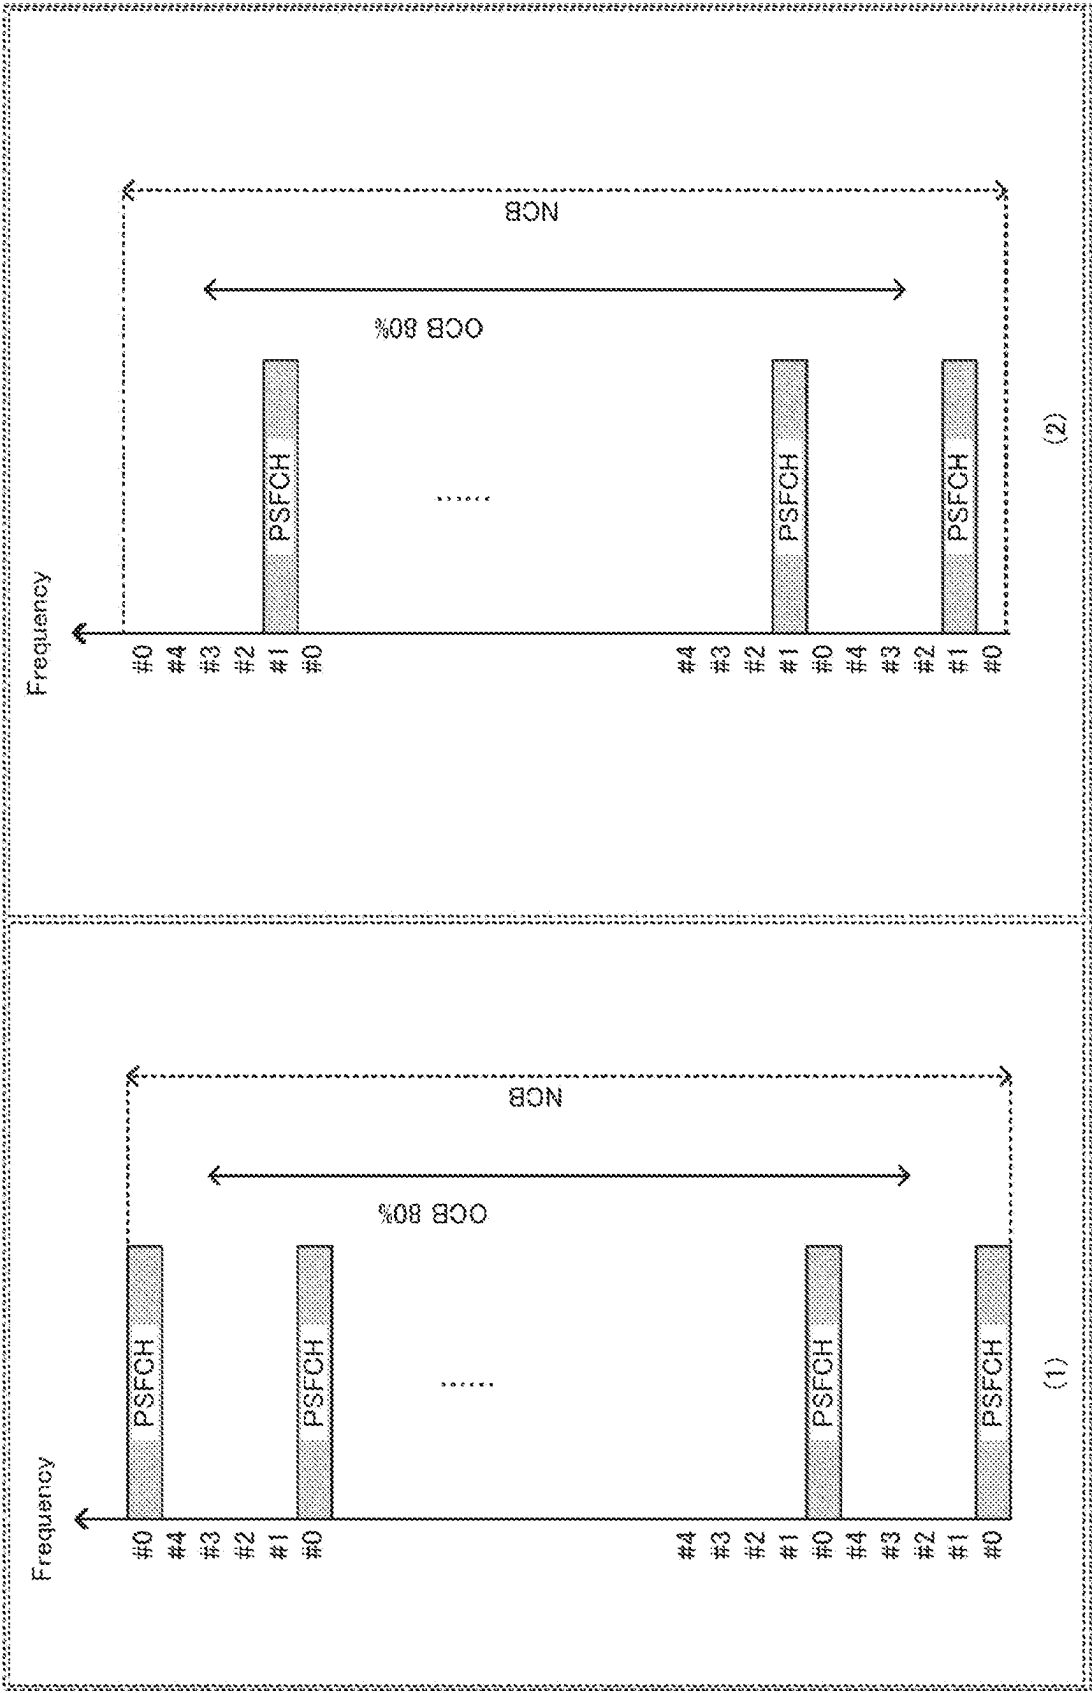 Frequency
#0
#4
#3
#2
#1
#0
#4
#3
#2
#1
#0
#4
#3
#2
#1
#0
PSFCH
PSFCH
......
PSFCH
PSFCH
OCB 80%
NCB
(1)
Frequency
#0
#4
#3
#2
#1
#0
#4
#3
#2
#1
#0
#4
#3
#2
#1
#0
PSFCH
......
PSFCH
PSFCH
OCB 80%
NCB
(2)